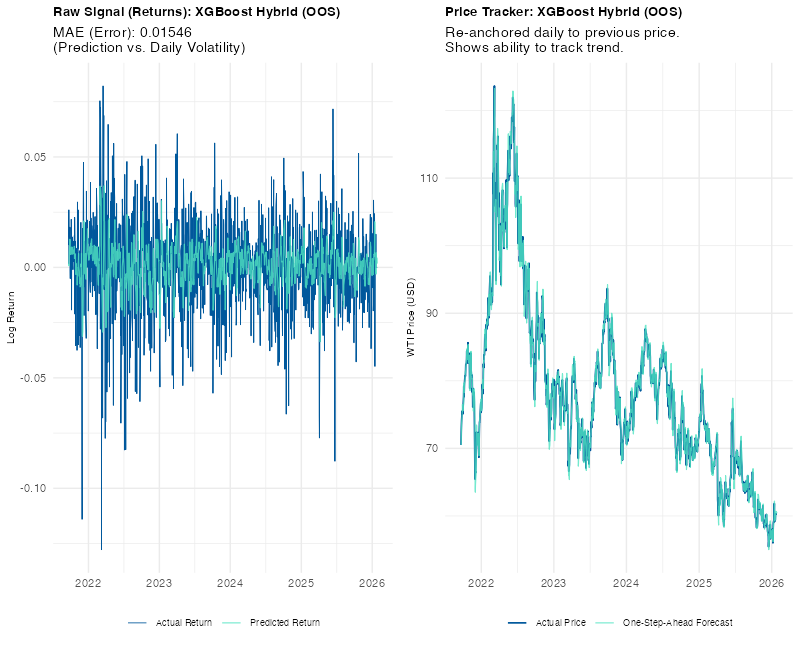 Raw Signal (Returns): XGBoost Hybrid (OOS)
MAE (Error): 0.01546
(Prediction vs. Daily Volatility)
Log Return
0.05
0.00
-0.05
-0.10
2022
2023
2024
2025
2026
Actual Return
Predicted Return
Price Tracker: XGBoost Hybrid (OOS)
Re-anchored daily to previous price.
Shows ability to track trend.
WTI Price (USD)
110
90
70
2022
2023
2024
2025
2026
Actual Price
One-Step-Ahead Forecast